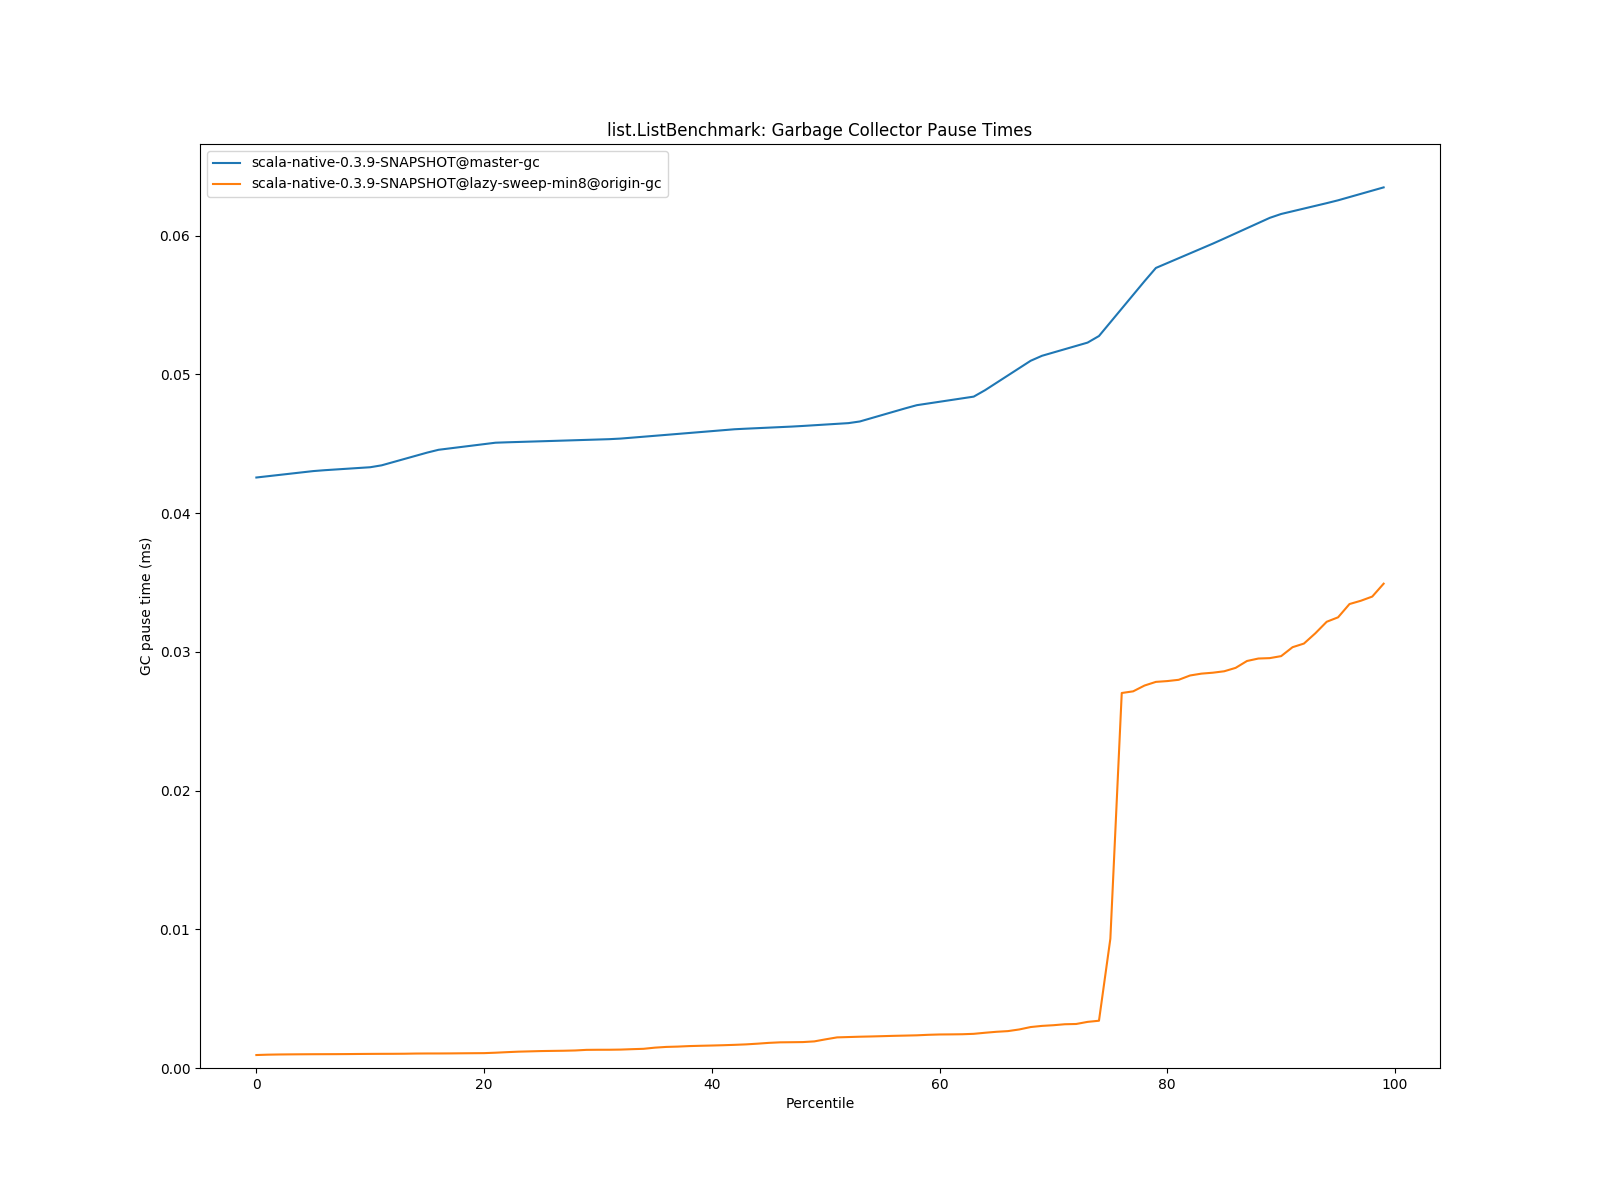 list.ListBenchmark: Garbage Collector Pause Times
scala-native-0.3.9-SNAPSHOT@master-gc
scala-native-0.3.9-SNAPSHOT@lazy-sweep-min8@origin-gc
GC pause time (ms)
0.06
0.05
0.04
0.03
0.02
0.01
0.00
0 20 40 60 80 100
Percentile